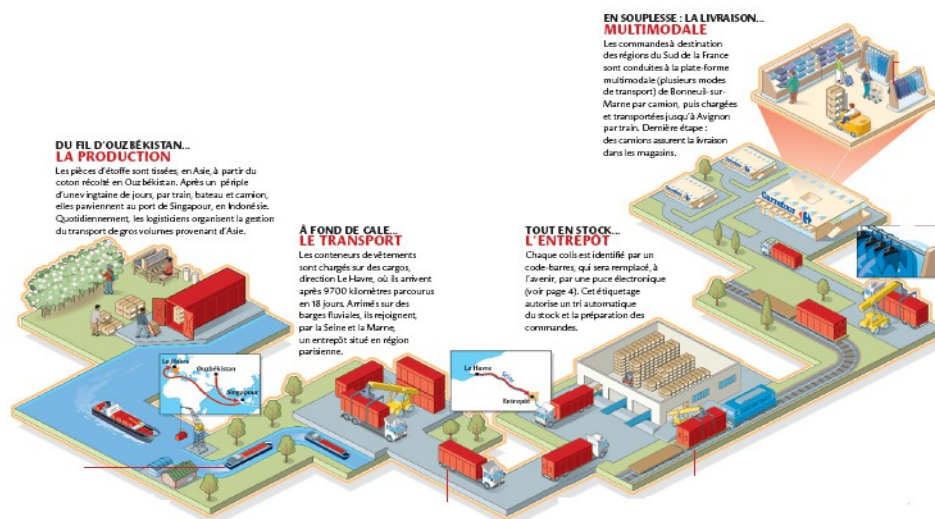 DU FIL D'OUZBÉKISTAN...
LA PRODUCTION
Les pièces d'étoffe sont tissées, en Asie, à partir du
coton récolté en Ouzbékistan. Après un périple
d'une vingtaine de jours, par train, bateau et camion,
elles parviennent au port de Singapour, en Indonésie.
Quotidiennement, les logisticiens organisent la gestion
du transport de gros volumes provenant d'Asie.
À FOND DE CALE...
LE TRANSPORT
Les conteneurs de vêtements
sont chargés sur des cargos,
direction Le Havre, où ils arrivent
après 9700 kilomètres parcourus
en 18 jours. Arrimés sur des
barges fluviales, ils rejoignent,
par la Seine et la Marne,
un entrepôt situé en région
parisienne.
TOUT EN STOCK...
L'ENTREPÔT
Chaque colis est identifié par un
code-barres, qui sera remplacé, à
l'avenir, par une puce électronique
(voir page 4). Cet étiquetage
autorise un tri automatique
du stock et la préparation des
commandes.
EN SOUPLESSE : LA LIVRAISON...
MULTIMODALE
Les commandes à destination
des régions du Sud de la France
sont conduites à la plate-forme
multimodale (plusieurs modes
de transport) de Bonneuil-sur-
Marne par camion, puis chargées
et transportées jusqu'à Avignon
par train. Dernière étape :
des camions assurent la livraison
dans les magasins.
Le Havre
Ouzbékistan
Singapour
Le Havre
Seine
Entrepôt
Carrefour